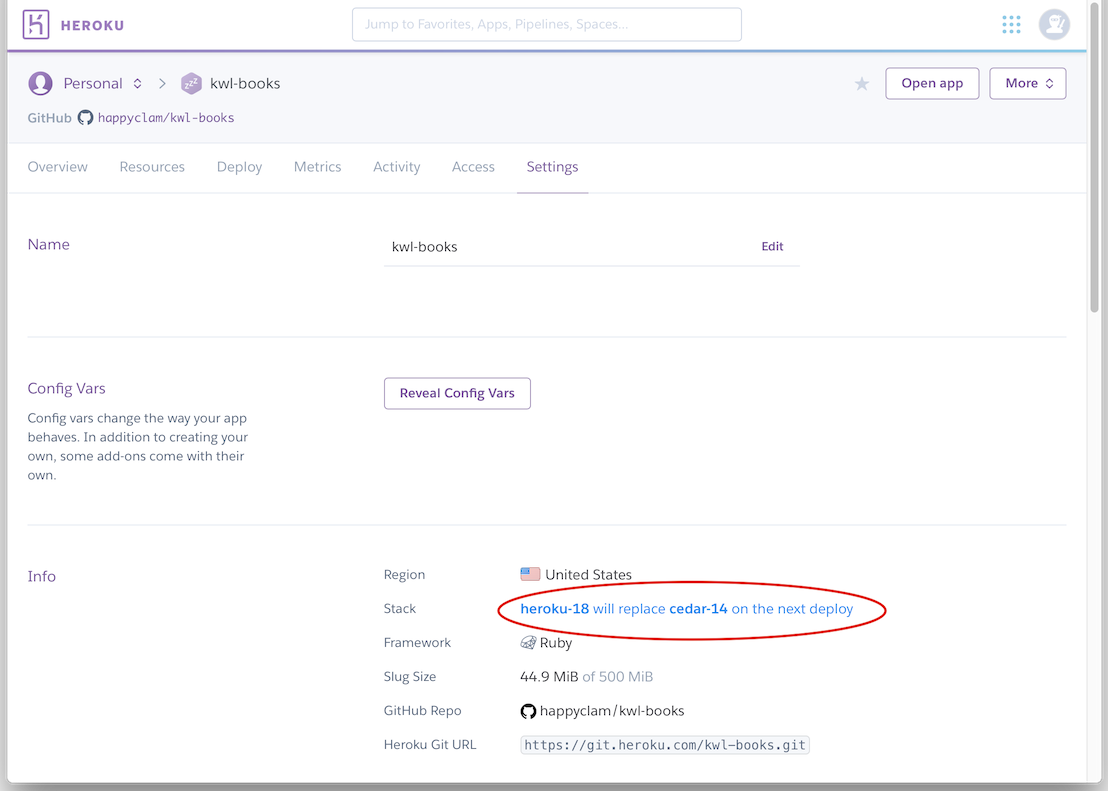 HEROKU
Jump to Favorites, Apps, Pipelines, Spaces...
Personal
zzz
kwl-books
Open app
More
GitHub happyclam/kwl-books
Overview Resources Deploy Metrics Activity Access Settings
Name
kwl-books
Edit
Config Vars
Reveal Config Vars
Config vars change the way your app
behaves. In addition to creating your
own, some add-ons come with their
own.
Info
Region United States
Stack heroku-18 will replace cedar-14 on the next deploy
Framework Ruby
Slug Size 44.9 MiB of 500 MiB
GitHub Repo happyclam/kwl-books
Heroku Git URL https://git.heroku.com/kwl-books.git